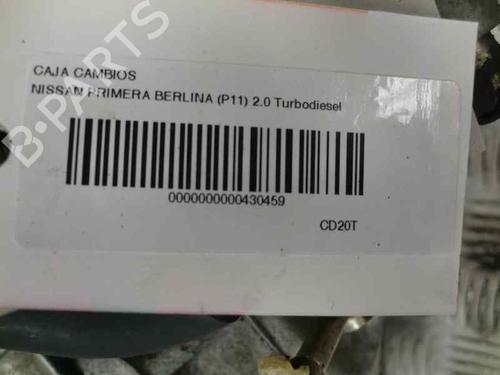 CAJA CAMBIOS
NISSAN PRIMERA BERLINA (P11) 2.0 Turbodiesel
0000000000430459
CD20T
B-PARTS